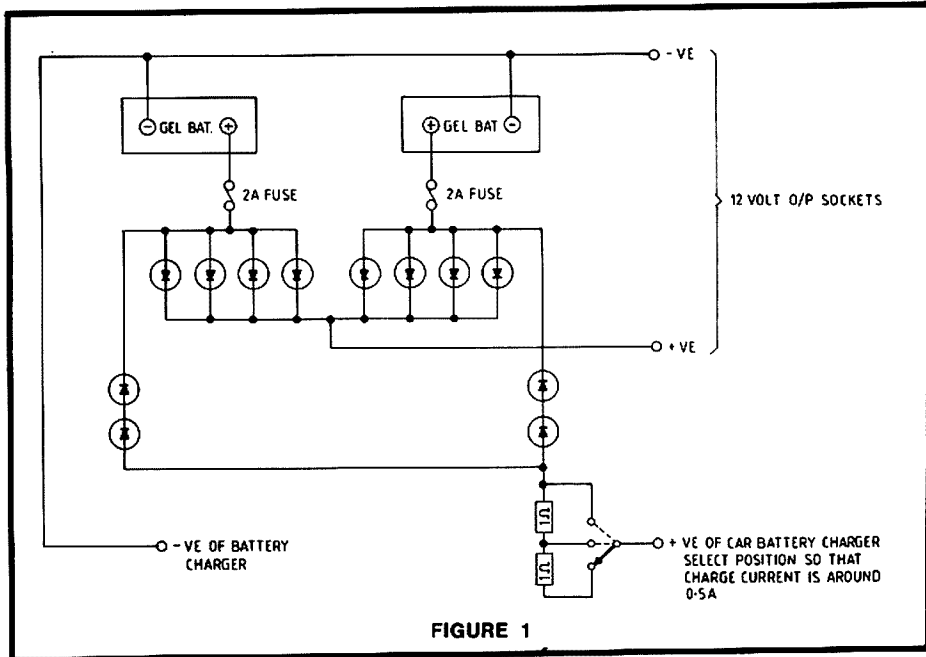 - VE
⊖ GEL BAT. ⊕
⊕ GEL BAT ⊖
2A FUSE
2A FUSE
12 VOLT O/P SOCKETS
+ VE
1Ω
1Ω
- VE OF BATTERY
CHARGER
+ VE OF CAR BATTERY CHARGER
SELECT POSITION SO THAT
CHARGE CURRENT IS AROUND
0·5A
FIGURE 1